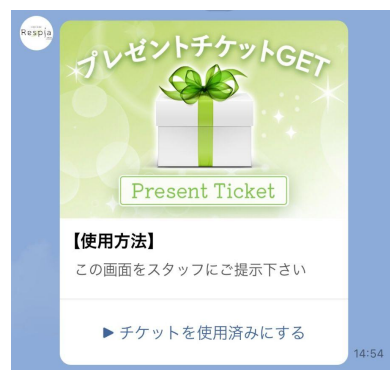 Respia
プレゼントチケットGET
Present Ticket
【使用方法】
この画面をスタッフにご提示下さい
▶ チケットを使用済みにする
14:54